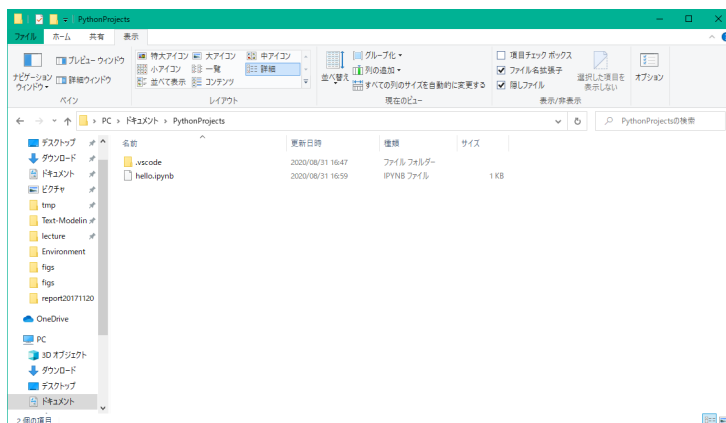 PythonProjects
ファイル ホーム 共有 表示
ナビゲーション ウィンドウ
プレビュー ウィンドウ
詳細ウィンドウ
ペイン
特大アイコン 大アイコン 中アイコン
小アイコン 一覧 詳細
並べて表示 コンテンツ
レイアウト
並べ替え
グループ化
列の追加
すべての列のサイズを自動的に変更する
現在のビュー
項目チェック ボックス
ファイル名拡張子
隠しファイル
選択した項目を
表示しない
表示/非表示
オプション
PC › ドキュメント › PythonProjects
PythonProjectsの検索
名前 更新日時 種類 サイズ
.vscode 2020/08/31 16:47 ファイル フォルダー
hello.ipynb 2020/08/31 16:59 IPYNB ファイル 1 KB
デスクトップ
ダウンロード
ドキュメント
ピクチャ
tmp
Text-Modelin
lecture
Environment
figs
figs
report20171120
OneDrive
PC
3D オブジェクト
ダウンロード
デスクトップ
ドキュメント
2 個の項目